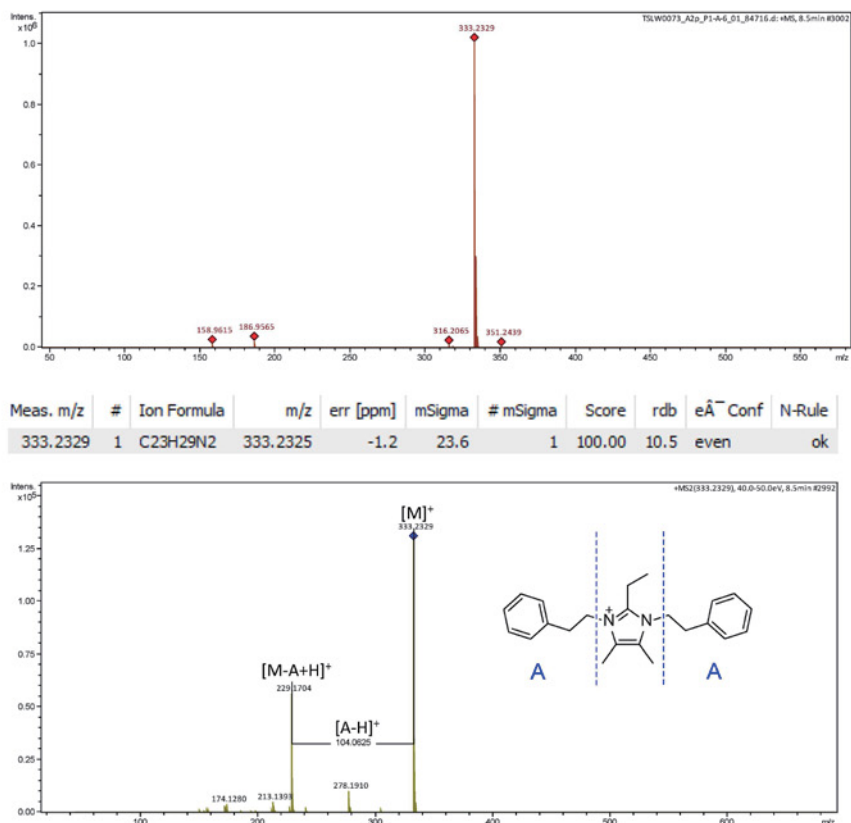 Intens.
x10⁶
TSLW0073_A2p_P1-A-6_01_84716.d: +MS, 8.5min #3002
333.2329
1.0
0.8
0.6
0.4
0.2
0.0
158.9615
186.9565
316.2065
351.2439
50 100 150 200 250 300 350 400 450 500 550 m/z
Meas. m/z # Ion Formula m/z err [ppm] mSigma # mSigma Score rdb eÂ¯ Conf N-Rule
333.2329 1 C23H29N2 333.2325 -1.2 23.6 1 100.00 10.5 even ok
Intens.
x10⁵
+MS2(333.2329), 40.0-50.0eV, 8.5min #2992
[M]⁺
333.2329
1.25
1.00
0.75
0.50
0.25
0.00
N
+
N
A
A
[M-A+H]⁺
229.1704
[A-H]⁺
104.0625
278.1910
213.1393
174.1280
100 200 300 400 500 600 m/z